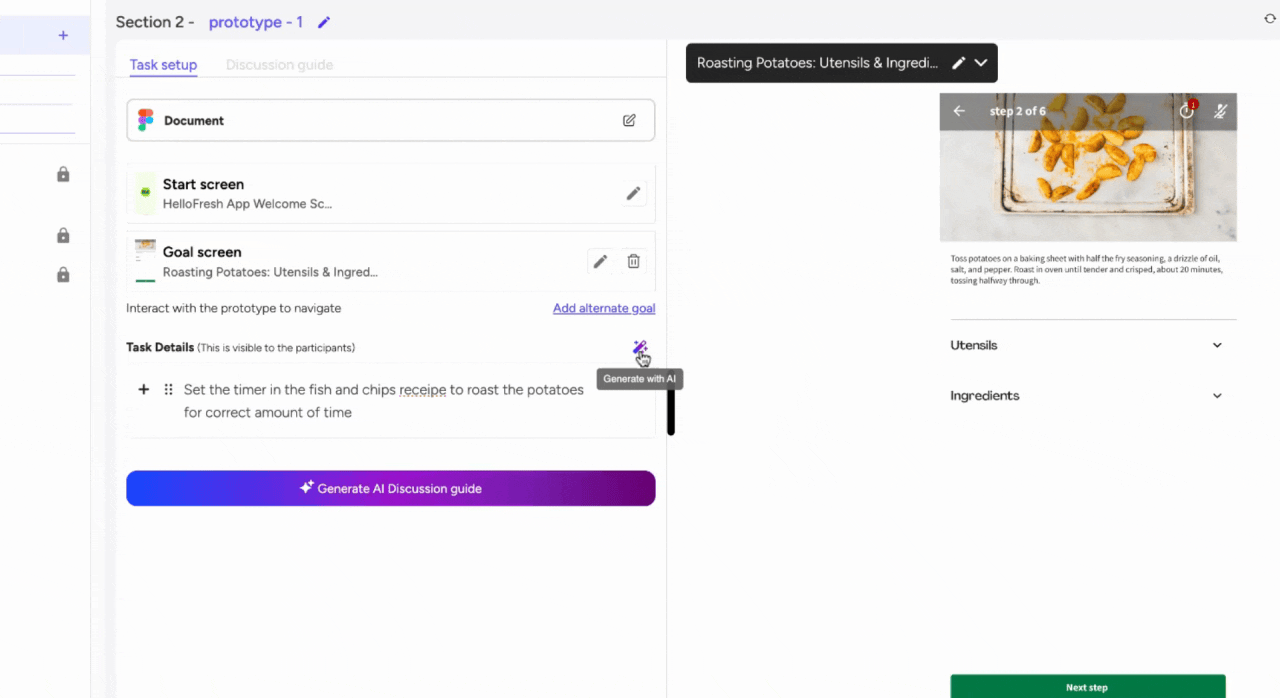 Section 2 - prototype - 1
Task setup
Discussion guide
Document
Start screen
HelloFresh App Welcome Sc...
Goal screen
Roasting Potatoes: Utensils & Ingred...
Interact with the prototype to navigate
Add alternate goal
Task Details (This is visible to the participants)
Generate with AI
Set the timer in the fish and chips receipe to roast the potatoes
for correct amount of time
Generate AI Discussion guide
Roasting Potatoes: Utensils & Ingredi...
step 2 of 6
1
Toss potatoes on a baking sheet with half the fry seasoning, a drizzle of oil,
salt, and pepper. Roast in oven until tender and crisped, about 20 minutes,
tossing halfway through.
Utensils
Ingredients
Next step